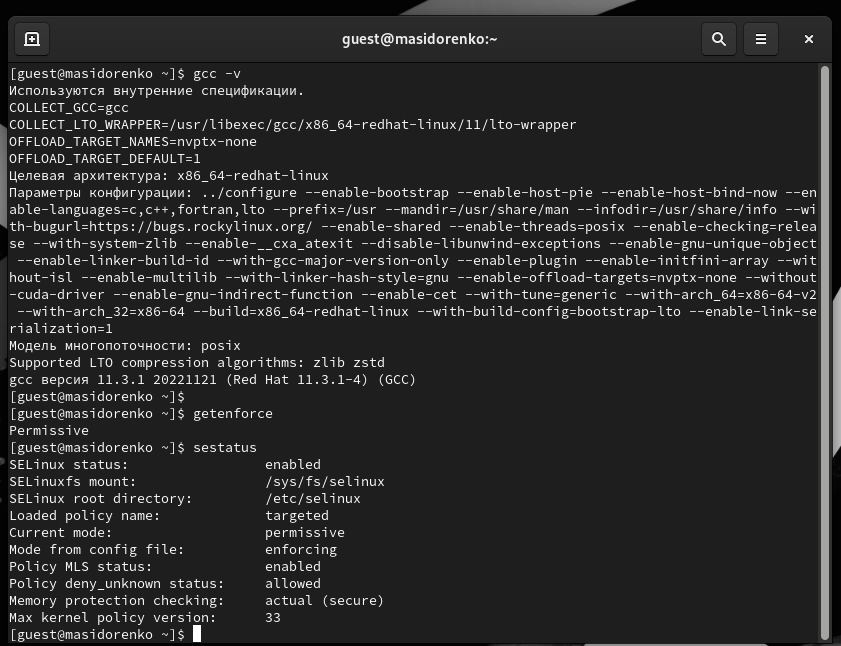 guest@masidorenko:~
[guest@masidorenko ~]$ gcc -v
Используются внутренние спецификации.
COLLECT_GCC=gcc
COLLECT_LTO_WRAPPER=/usr/libexec/gcc/x86_64-redhat-linux/11/lto-wrapper
OFFLOAD_TARGET_NAMES=nvptx-none
OFFLOAD_TARGET_DEFAULT=1
Целевая архитектура: x86_64-redhat-linux
Параметры конфигурации: ../configure --enable-bootstrap --enable-host-pie --enable-host-bind-now --en
able-languages=c,c++,fortran,lto --prefix=/usr --mandir=/usr/share/man --infodir=/usr/share/info --wi
th-bugurl=https://bugs.rockylinux.org/ --enable-shared --enable-threads=posix --enable-checking=relea
se --with-system-zlib --enable-__cxa_atexit --disable-libunwind-exceptions --enable-gnu-unique-object
 --enable-linker-build-id --with-gcc-major-version-only --enable-plugin --enable-initfini-array --wit
hout-isl --enable-multilib --with-linker-hash-style=gnu --enable-offload-targets=nvptx-none --without
-cuda-driver --enable-gnu-indirect-function --enable-cet --with-tune=generic --with-arch_64=x86-64-v2
 --with-arch_32=x86-64 --build=x86_64-redhat-linux --with-build-config=bootstrap-lto --enable-link-se
rialization=1
Модель многопоточности: posix
Supported LTO compression algorithms: zlib zstd
gcc версия 11.3.1 20221121 (Red Hat 11.3.1-4) (GCC)
[guest@masidorenko ~]$
[guest@masidorenko ~]$ getenforce
Permissive
[guest@masidorenko ~]$ sestatus
SELinux status:                 enabled
SELinuxfs mount:                /sys/fs/selinux
SELinux root directory:         /etc/selinux
Loaded policy name:             targeted
Current mode:                   permissive
Mode from config file:          enforcing
Policy MLS status:              enabled
Policy deny_unknown status:     allowed
Memory protection checking:     actual (secure)
Max kernel policy version:      33
[guest@masidorenko ~]$